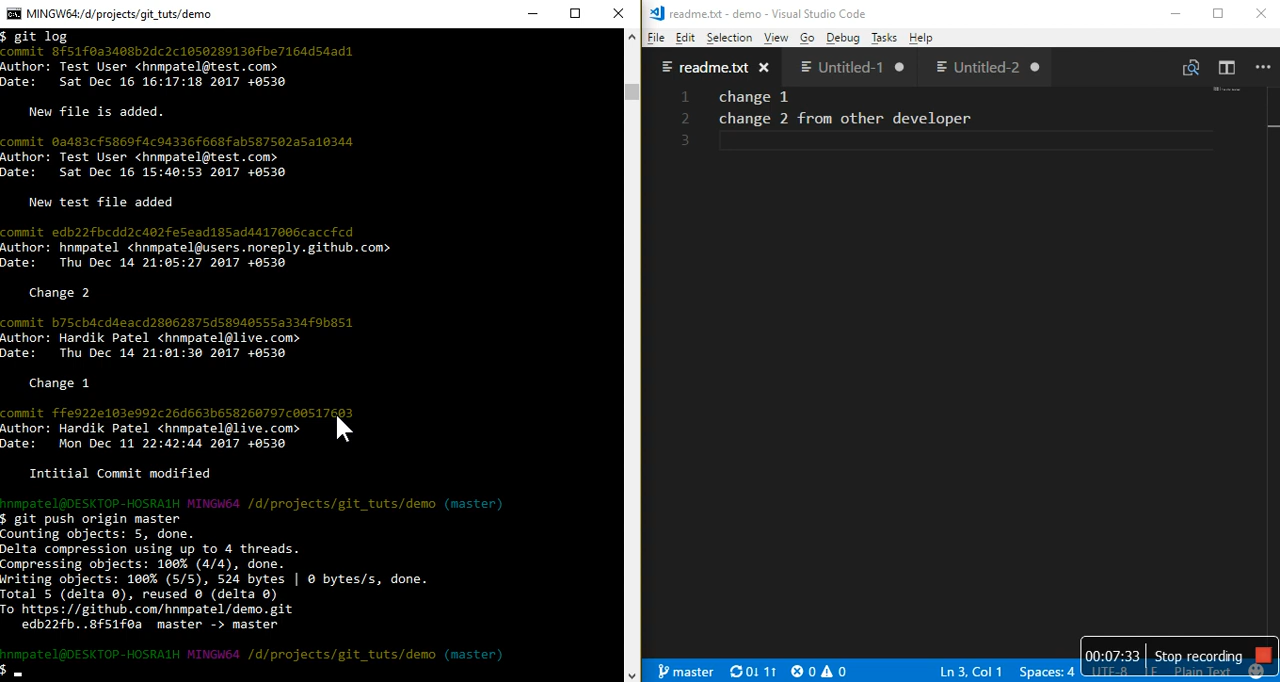 MINGW64:/d/projects/git_tuts/demo
$ git log
commit 8f51f0a3408b2dc2c1050289130fbe7164d54ad1
Author: Test User <hnmpatel@test.com>
Date: Sat Dec 16 16:17:18 2017 +0530
New file is added.
commit 0a483cf5869f4c94336f668fab587502a5a10344
Author: Test User <hnmpatel@test.com>
Date: Sat Dec 16 15:40:53 2017 +0530
New test file added
commit edb22fbcdd2c402fe5ead185ad4417006caccfcd
Author: hnmpatel <hnmpatel@users.noreply.github.com>
Date: Thu Dec 14 21:05:27 2017 +0530
Change 2
commit b75cb4cd4eacd28062875d58940555a334f9b851
Author: Hardik Patel <hnmpatel@live.com>
Date: Thu Dec 14 21:01:30 2017 +0530
Change 1
commit ffe922e103e992c26d663b658260797c00517603
Author: Hardik Patel <hnmpatel@live.com>
Date: Mon Dec 11 22:42:44 2017 +0530
Intitial Commit modified
hnmpatel@DESKTOP-HOSRA1H MINGW64 /d/projects/git_tuts/demo (master)
$ git push origin master
Counting objects: 5, done.
Delta compression using up to 4 threads.
Compressing objects: 100% (4/4), done.
Writing objects: 100% (5/5), 524 bytes | 0 bytes/s, done.
Total 5 (delta 0), reused 0 (delta 0)
To https://github.com/hnmpatel/demo.git
edb22fb..8f51f0a master -> master
hnmpatel@DESKTOP-HOSRA1H MINGW64 /d/projects/git_tuts/demo (master)
$
readme.txt - demo - Visual Studio Code
File Edit Selection View Go Debug Tasks Help
readme.txt Untitled-1 Untitled-2
1 change 1
2 change 2 from other developer
3
master 0↓ 1↑ 0 0 Ln 3, Col 1 Spaces: 4 UTF-8 LF Plain Text
00:07:33 Stop recording